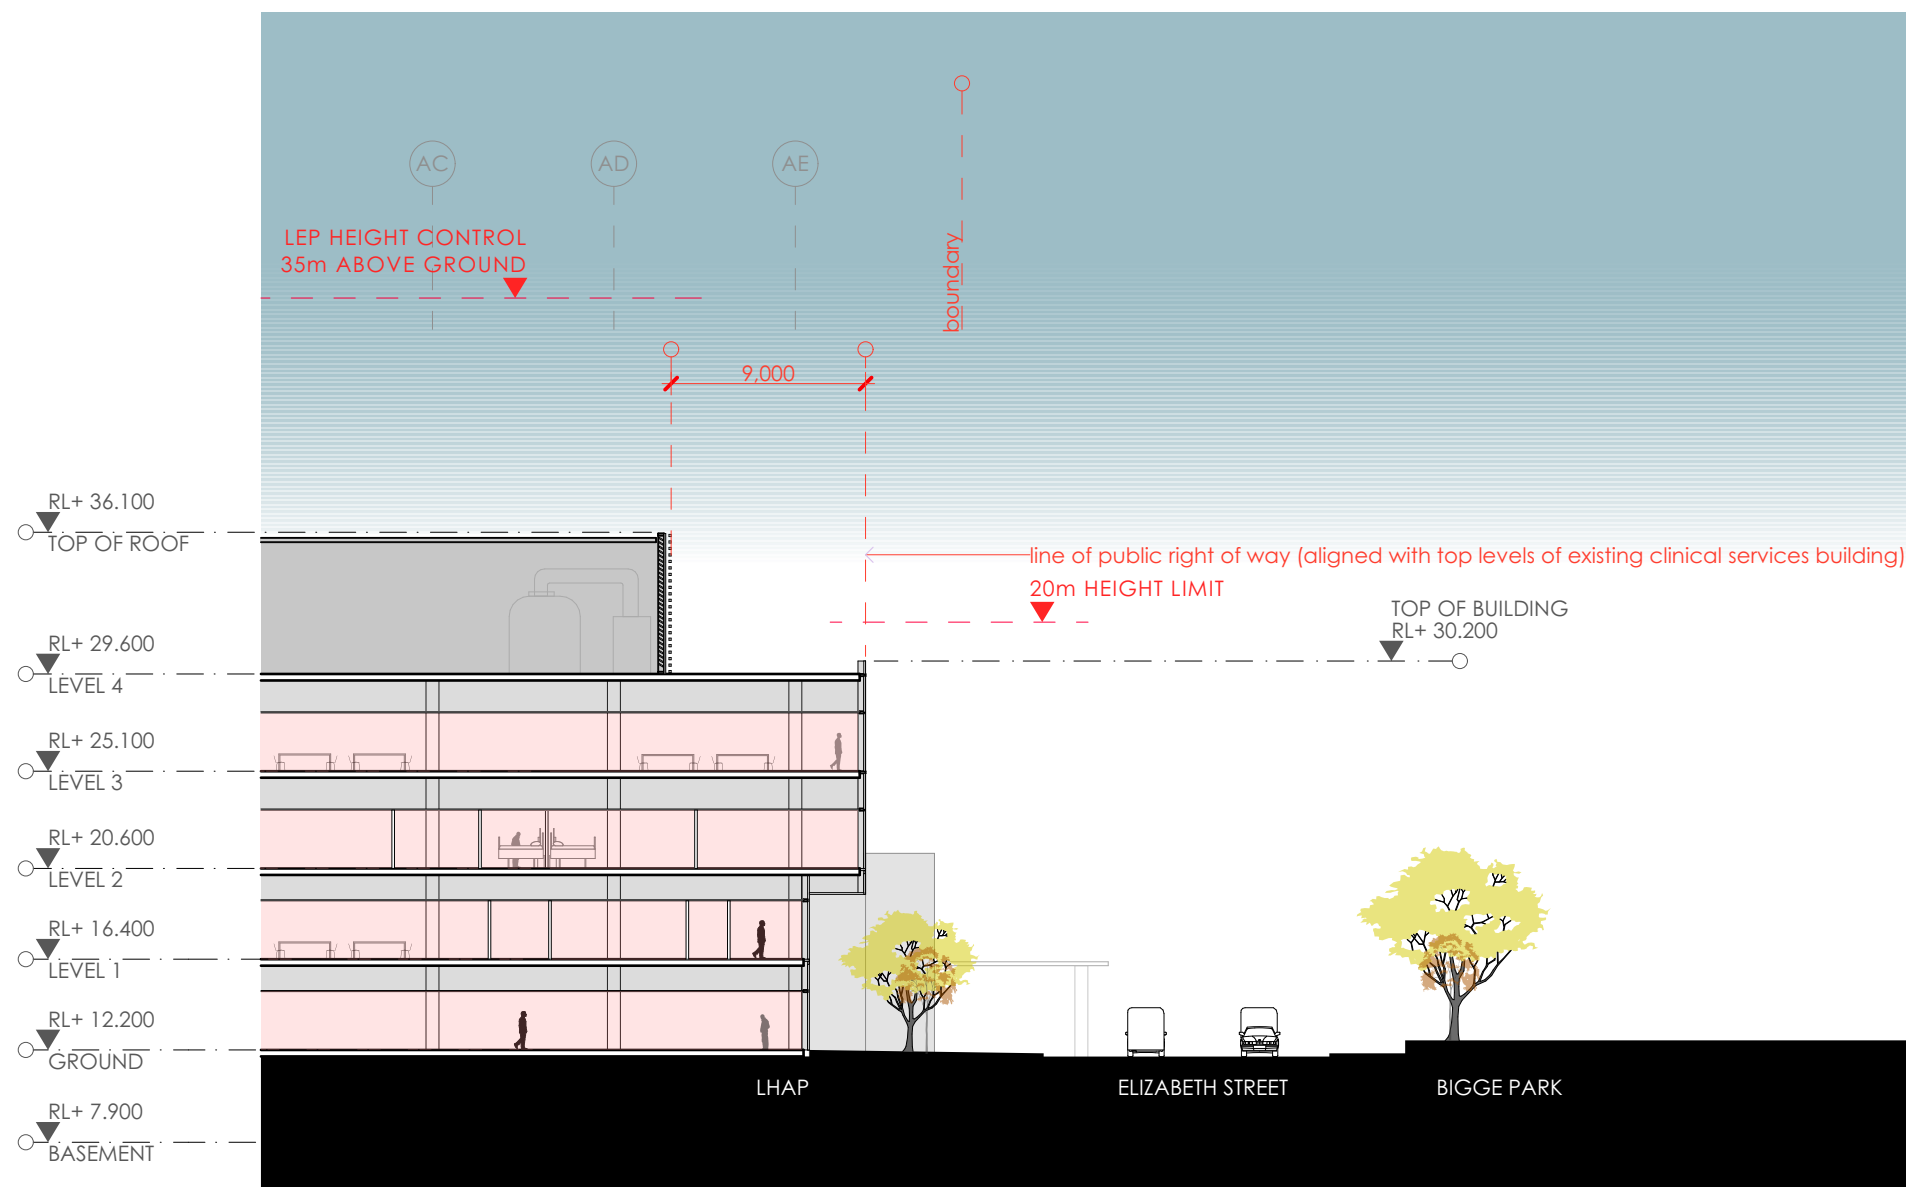 AC
AD
AE
boundary
LEP HEIGHT CONTROL
35m ABOVE GROUND
9,000
RL+ 36.100
TOP OF ROOF
line of public right of way (aligned with top levels of existing clinical services building)
20m HEIGHT LIMIT
TOP OF BUILDING
RL+ 30.200
RL+ 29.600
LEVEL 4
RL+ 25.100
LEVEL 3
RL+ 20.600
LEVEL 2
RL+ 16.400
LEVEL 1
RL+ 12.200
GROUND
LHAP
ELIZABETH STREET
BIGGE PARK
RL+ 7.900
BASEMENT